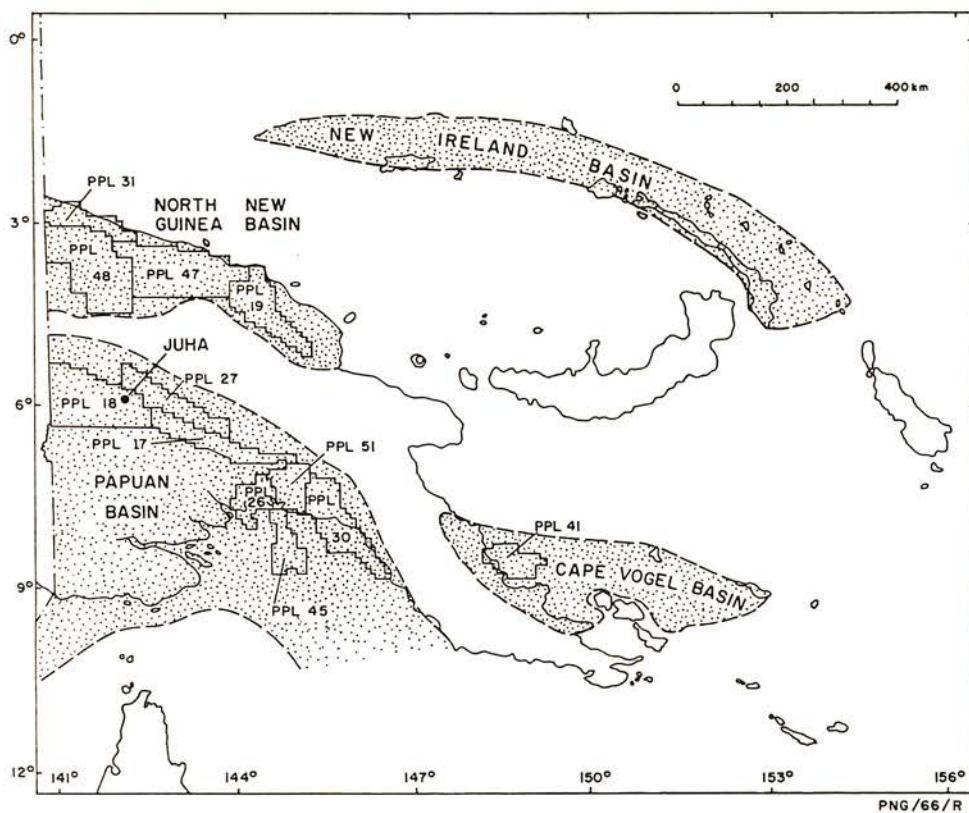 0°
0 200 400 km
NEW IRELAND BASIN
PPL 31
NORTH NEW
GUINEA BASIN
3°
PPL
48
PPL 47
PPL
19
JUHA
PPL 27
6°
PPL 18
PPL 17
PPL 51
PAPUAN
BASIN
PPL
26
PPL
30
PPL 41
CAPE VOGEL BASIN
9°
PPL 45
12°
141° 144° 147° 150° 153° 156°
PNG/66/R